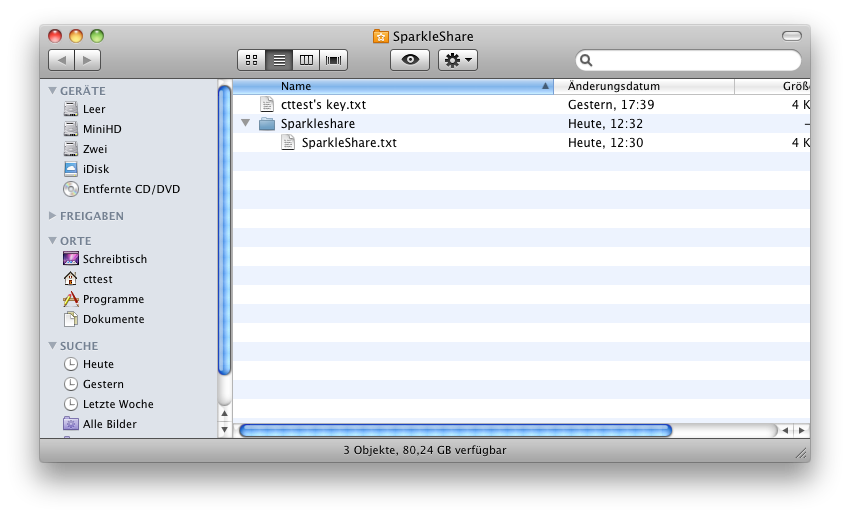 SparkleShare
Name Änderungsdatum Größ
GERÄTE
Leer
MiniHD
Zwei
iDisk
Entfernte CD/DVD
FREIGABEN
ORTE
Schreibtisch
cttest
Programme
Dokumente
SUCHE
Heute
Gestern
Letzte Woche
Alle Bilder
cttest's key.txt Gestern, 17:39 4 K
Sparkleshare Heute, 12:32 --
SparkleShare.txt Heute, 12:30 4 K
3 Objekte, 80,24 GB verfügbar